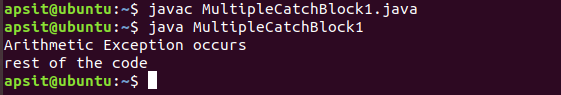 apsit@ubuntu:~$ javac MultipleCatchBlock1.java
apsit@ubuntu:~$ java MultipleCatchBlock1
Arithmetic Exception occurs
rest of the code
apsit@ubuntu:~$